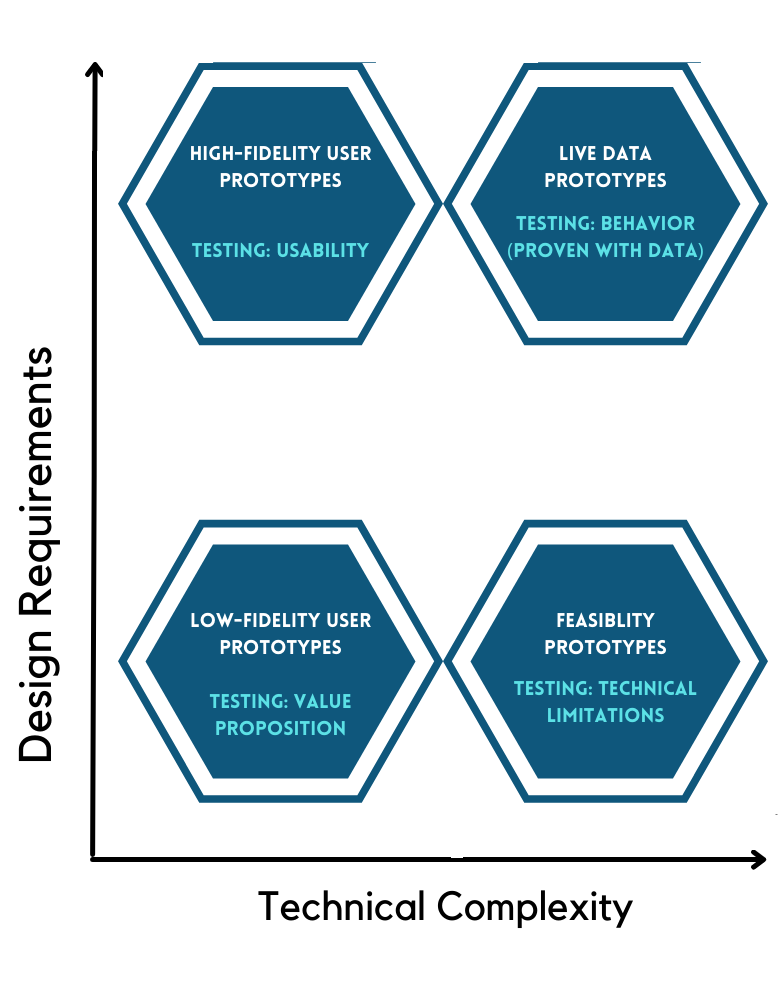 HIGH-FIDELITY USER
PROTOTYPES
TESTING: USABILITY
LIVE DATA
PROTOTYPES
TESTING: BEHAVIOR
(PROVEN WITH DATA)
Design Requirements
LOW-FIDELITY USER
PROTOTYPES
TESTING: VALUE
PROPOSITION
FEASIBLITY
PROTOTYPES
TESTING: TECHNICAL
LIMITATIONS
Technical Complexity